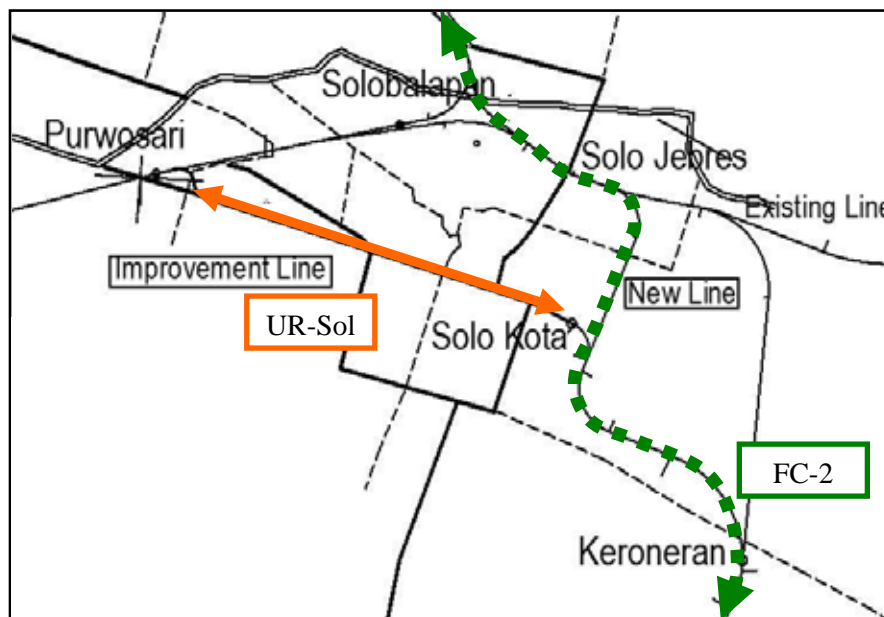 Solobalapan
Purwosari
Solo Jebres
Existing Line
Improvement Line
New Line
UR-Sol
Solo Kota
FC-2
Keroneran